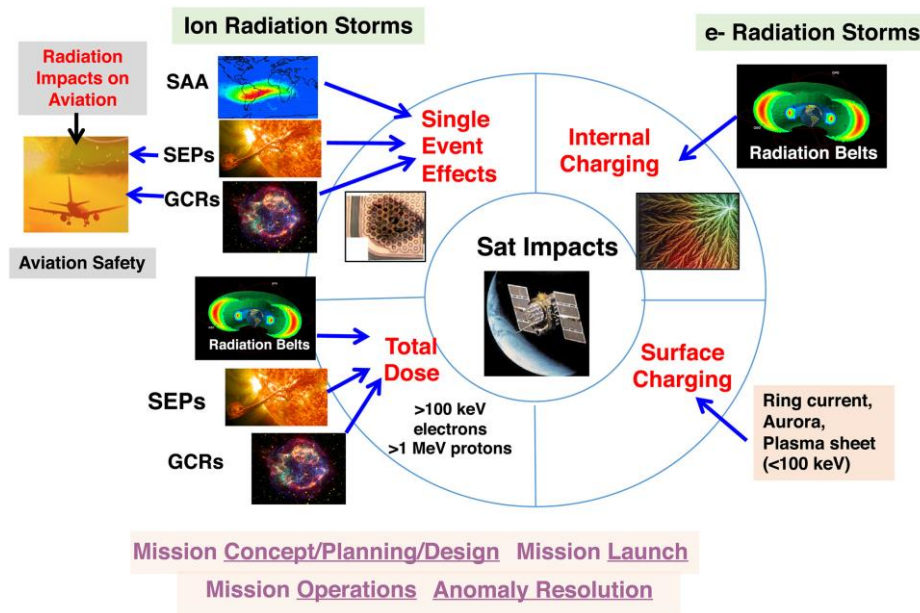 Ion Radiation Storms
e- Radiation Storms
Radiation
Impacts on
Aviation
SAA
SEPs
GCRs
Aviation Safety
Single
Event
Effects
Internal
Charging
Radiation Belts
Sat Impacts
Radiation Belts
SEPs
GCRs
Total
Dose
>100 keV
electrons
>1 MeV protons
Surface
Charging
Ring current,
Aurora,
Plasma sheet
(<100 keV)
Mission Concept/Planning/Design Mission Launch
Mission Operations Anomaly Resolution